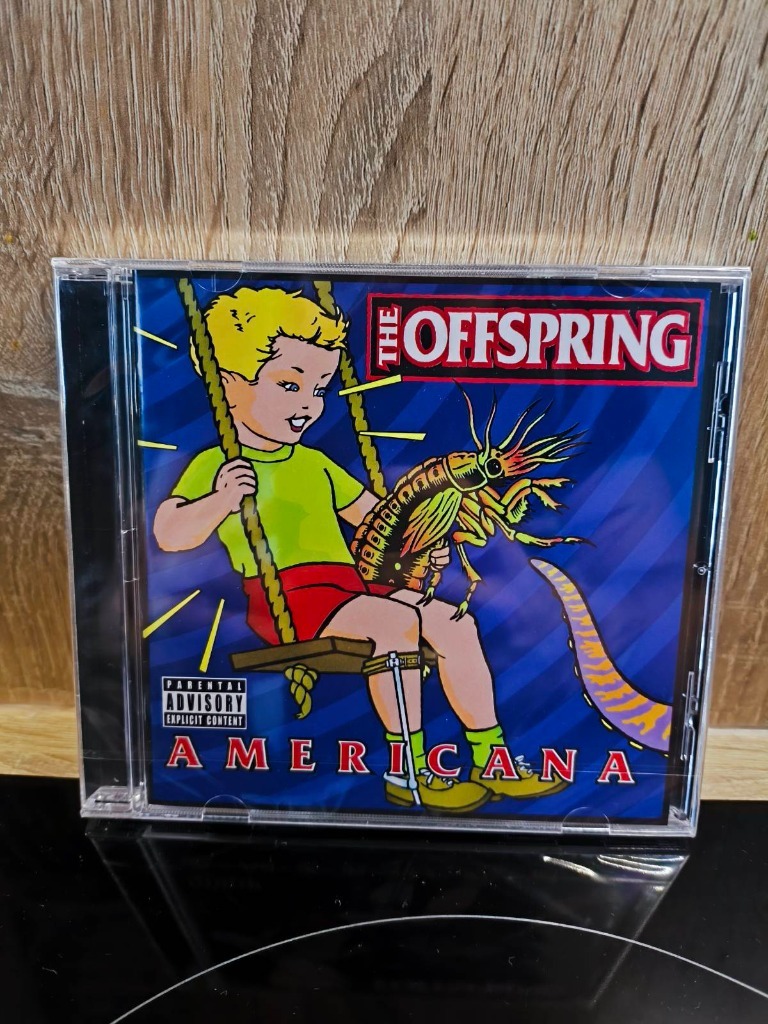 THE OFFSPRING
PARENTAL
ADVISORY
EXPLICIT CONTENT
AMERICANA